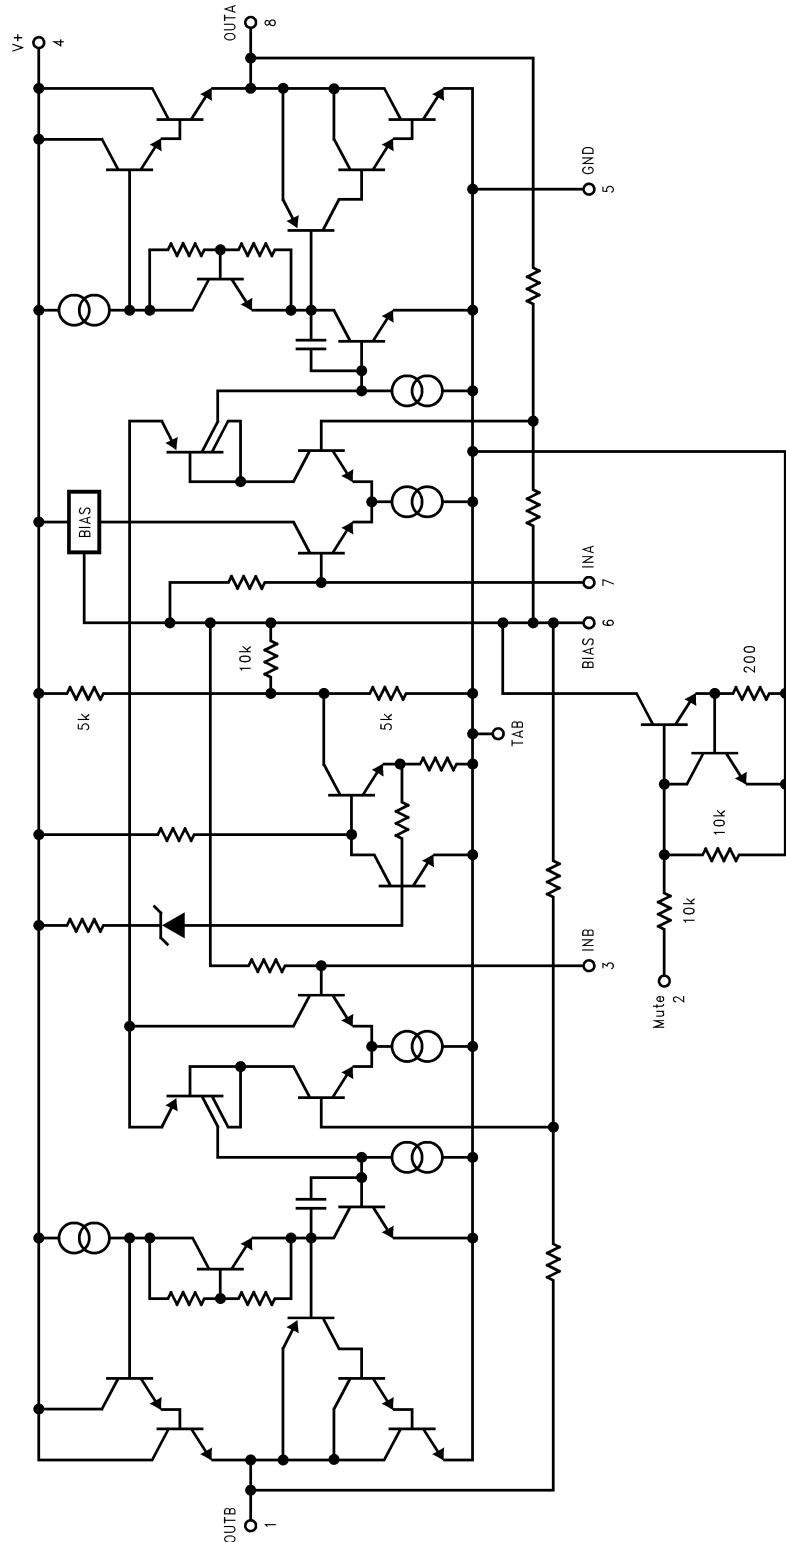 V+
4
OUTA
8
GND
5
BIAS
INA
7
BIAS
6
10k
5k
5k
TAB
200
10k
10k
Mute
2
INB
3
OUTB
1